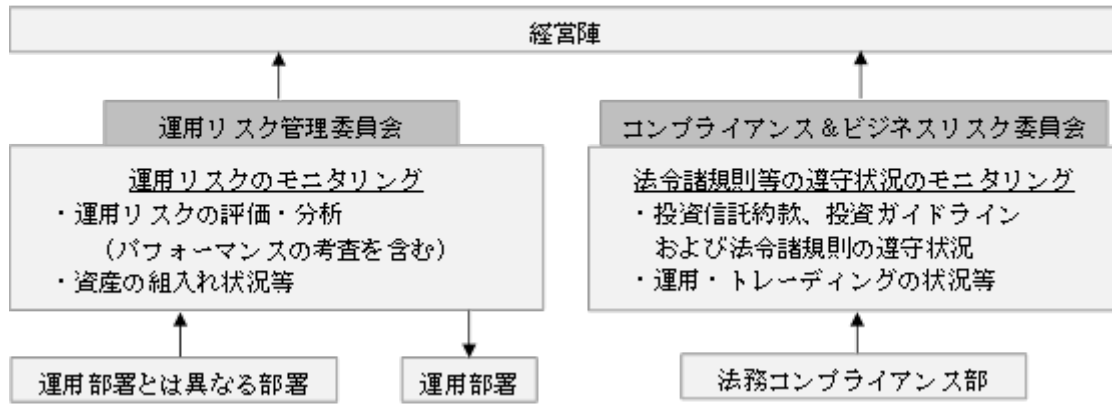 経営陣
運用リスク管理委員会
運用リスクのモニタリング
・運用リスクの評価・分析
（パフォーマンスの考査を含む）
・資産の組入れ状況等
運用部署とは異なる部署
運用部署
コンプライアンス＆ビジネスリスク委員会
法令諸規則等の遵守状況のモニタリング
・投資信託約款、投資ガイドライン
および法令諸規則の遵守状況
・運用・トレーディングの状況等
法務コンプライアンス部